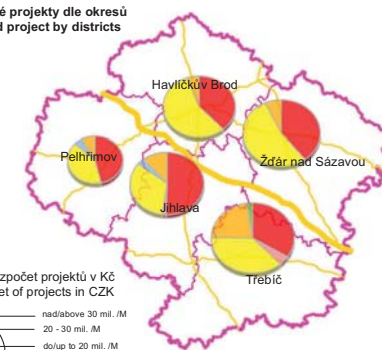 é projekty dle okresů
d project by districts
Havlíčkův Brod
Pelhřimov
Žďár nad Sázavou
Jihlava
Třebíč
zpočet projektů v Kč
et of projects in CZK
nad/above 30 mil. /M
20 - 30 mil. /M
do/up to 20 mil. /M